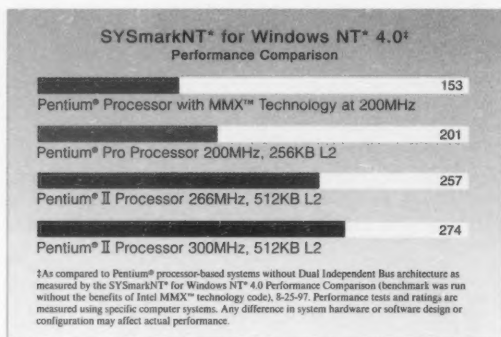 SYSmarkNT* for Windows NT* 4.0‡
Performance Comparison
153
Pentium® Processor with MMX™ Technology at 200MHz
201
Pentium® Pro Processor 200MHz, 256KB L2
257
Pentium® II Processor 266MHz, 512KB L2
274
Pentium® II Processor 300MHz, 512KB L2
‡As compared to Pentium® processor-based systems without Dual Independent Bus architecture as
measured by the SYSmarkNT* for Windows NT* 4.0 Performance Comparison (benchmark was run
without the benefits of Intel MMX™ technology code), 8-25-97. Performance tests and ratings are
measured using specific computer systems. Any difference in system hardware or software design or
configuration may affect actual performance.